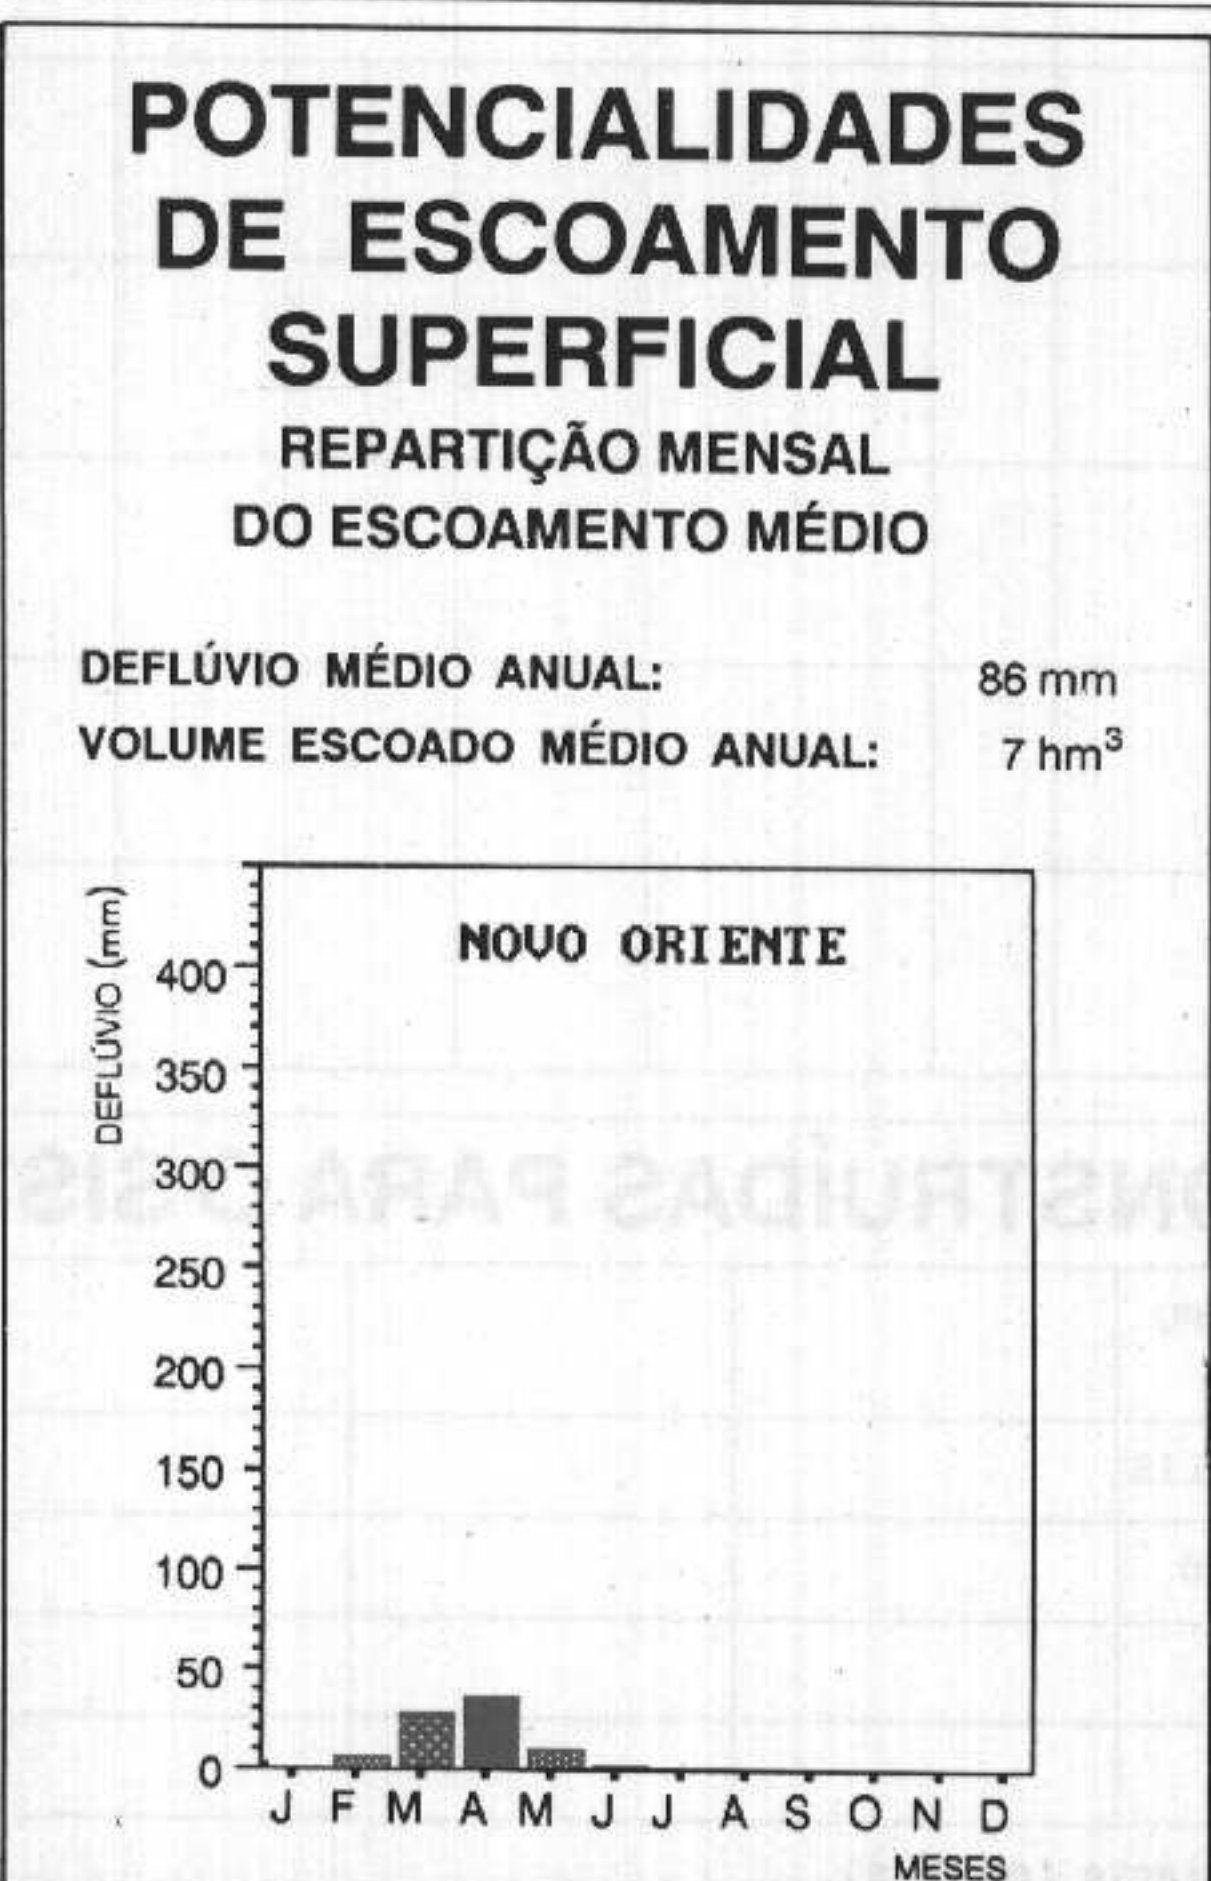 POTENCIALIDADES
DE ESCOAMENTO
SUPERFICIAL
REPARTIÇÃO MENSAL
DO ESCOAMENTO MÉDIO
DEFLÚVIO MÉDIO ANUAL: 86 mm
VOLUME ESCOADO MÉDIO ANUAL: 7 hm³
DEFLÚVIO (mm)
NOVO ORIENTE
400
350
300
250
200
150
100
50
0
J F M A M J J A S O N D
MESES